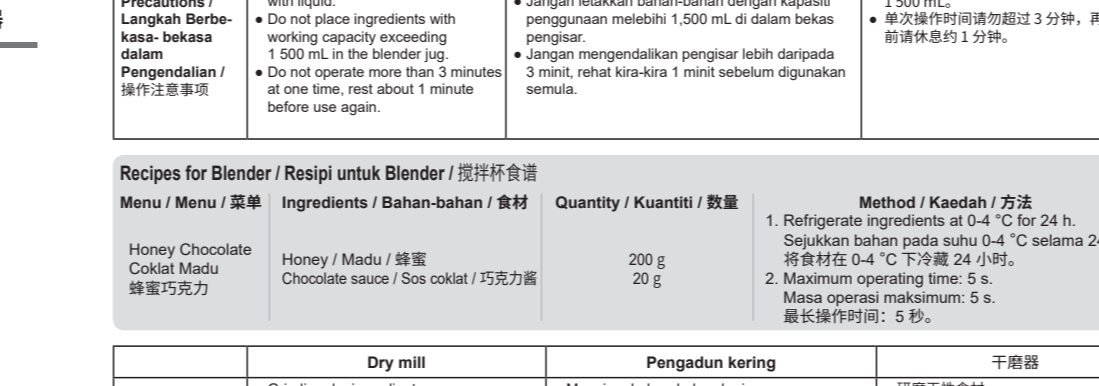 Precautions /
Langkah Berbe-
kasa- bekasa
dalam
Pengendalian /
操作注意事项
with liquid.
● Do not place ingredients with
working capacity exceeding
1 500 mL in the blender jug.
● Do not operate more than 3 minutes
at one time, rest about 1 minute
before use again.
● Jangan letakkan bahan-bahan dengan kapasiti
penggunaan melebihi 1,500 mL di dalam bekas
pengisar.
● Jangan mengendalikan pengisar lebih daripada
3 minit, rehat kira-kira 1 minit sebelum digunakan
semula.
1 500 mL。
● 单次操作时间请勿超过 3 分钟,再
前请休息约 1 分钟。
Recipes for Blender / Resipi untuk Blender / 搅拌杯食谱
Menu / Menu / 菜单
Ingredients / Bahan-bahan / 食材
Quantity / Kuantiti / 数量
Method / Kaedah / 方法
Honey Chocolate
Coklat Madu
蜂蜜巧克力
Honey / Madu / 蜂蜜
Chocolate sauce / Sos coklat / 巧克力酱
200 g
20 g
1. Refrigerate ingredients at 0-4 °C for 24 h.
Sejukkan bahan pada suhu 0-4 °C selama 24
将食材在 0-4 °C 下冷藏 24 小时。
2. Maximum operating time: 5 s.
Masa operasi maksimum: 5 s.
最长操作时间:5 秒。
Dry mill
Pengadun kering
干磨器